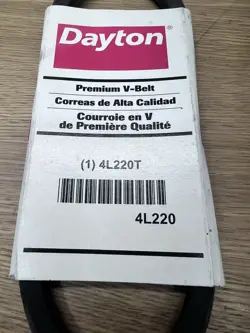 Dayton®
Premium V-Belt
Correas de Alta Calidad
Courroie en V
de Première Qualité
(1) 4L220T
4L220